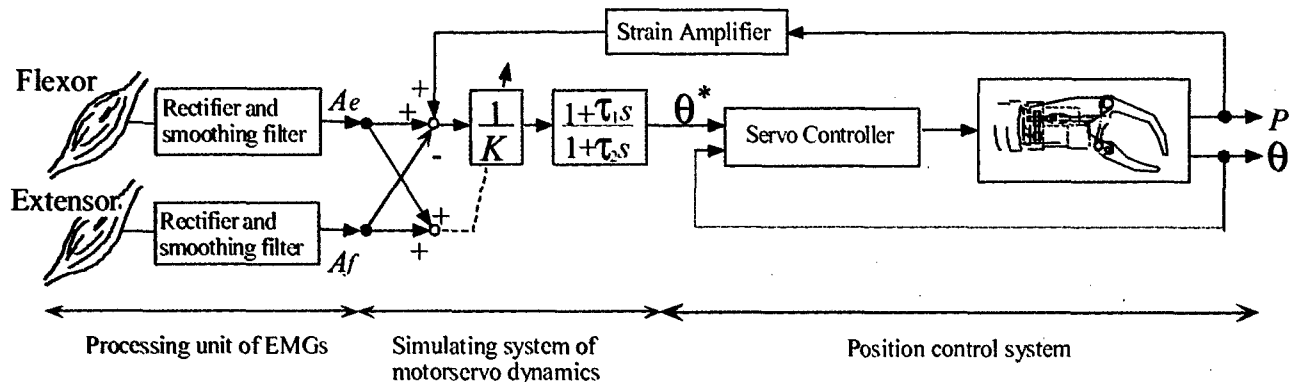 Strain Amplifier
Flexor
Rectifier and
smoothing filter
Ae
+
+
-
1
K
1+τ₁s
1+τ₂s
θ*
Servo Controller
P
θ
Extensor
Rectifier and
smoothing filter
Af
+
+
Processing unit of EMGs
Simulating system of
motorservo dynamics
Position control system